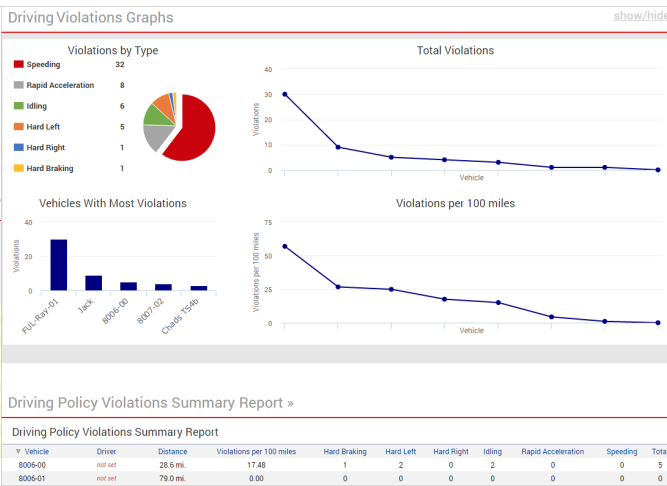 Driving Violations Graphs
show/hide
Violations by Type
Speeding 32
Rapid Acceleration 8
Idling 6
Hard Left 5
Hard Right 1
Hard Braking 1
Total Violations
40
30
20
10
0
Violations
Vehicle
Vehicles With Most Violations
40
20
0
Violations
FUL-Ray-01
Jack
8006-00
8007-02
Chads TS4b
Violations per 100 miles
75
50
25
0
Violations per 100 miles
Vehicle
Driving Policy Violations Summary Report »
Driving Policy Violations Summary Report
Vehicle Driver Distance Violations per 100 miles Hard Braking Hard Left Hard Right Idling Rapid Acceleration Speeding Total
8006-00 not set 28.6 mi. 17.48 1 2 0 2 0 0 5
8006-01 not set 79.0 mi. 0.00 0 0 0 0 0 0 0